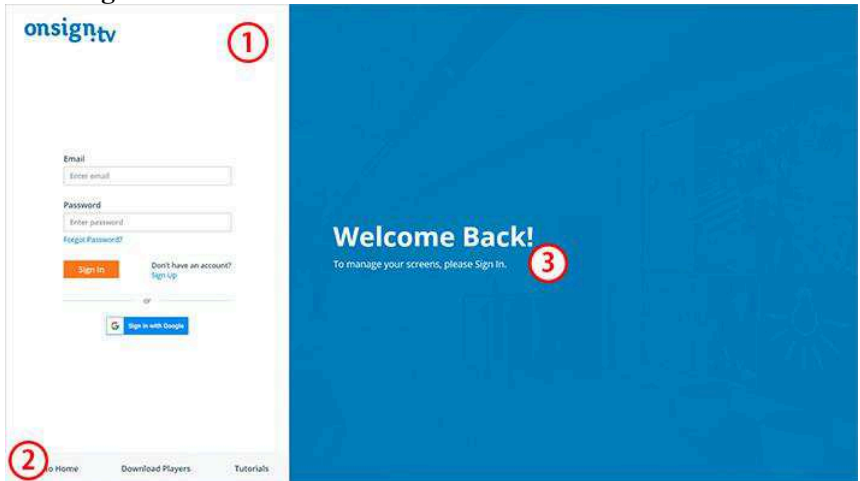 onsign.tv
1
Email
Enter email
Password
Enter password
Forgot Password?
Sign In
Don't have an account?
Sign Up
or
G Sign in with Google
Welcome Back!
To manage your screens, please Sign In.
3
2
Home
Download Players
Tutorials